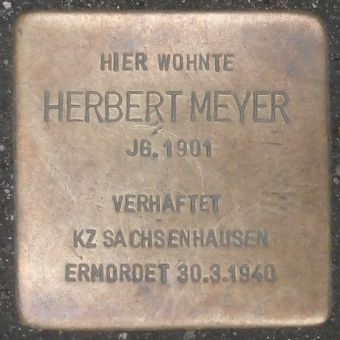 HIER WOHNTE
HERBERT MEYER
JG. 1901
VERHAFTET
KZ SACHSENHAUSEN
ERMORDET 30.3.1940